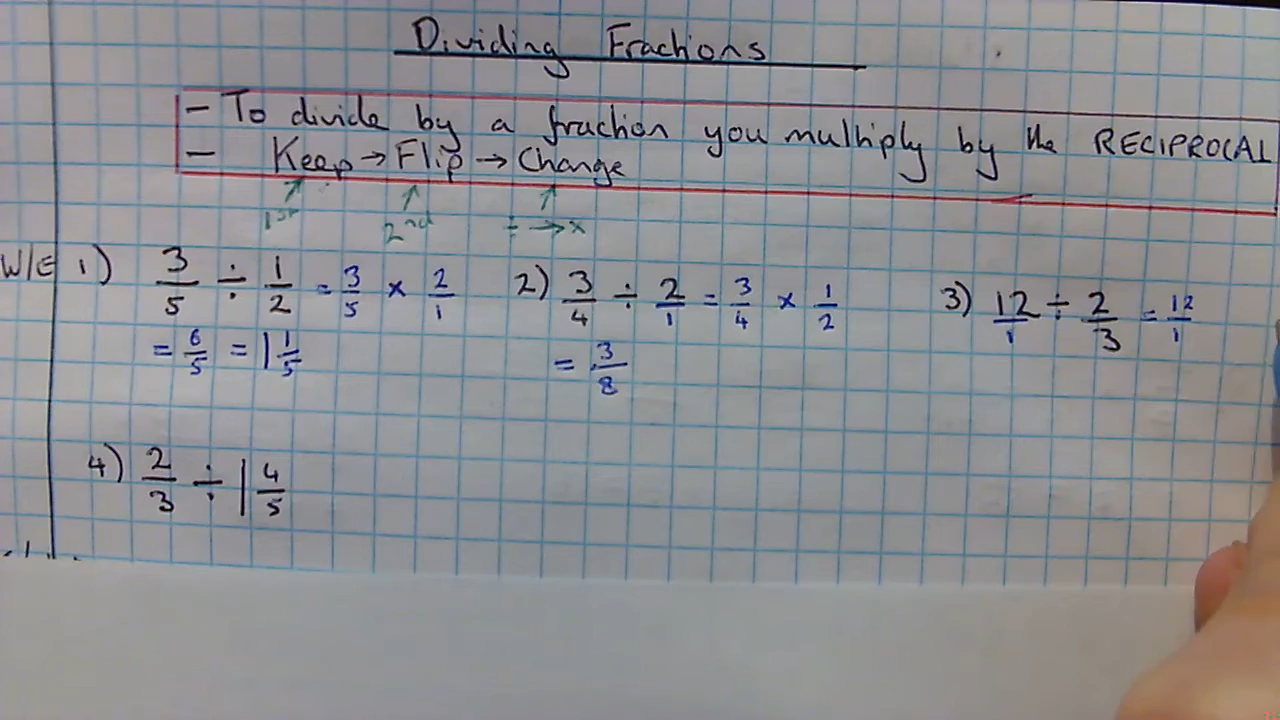 Dividing Fractions
- To divide by a fraction you multiply by the RECIPROCAL
- Keep → Flip → Change
1st 2nd ÷ → x
W/E 1) 3/5 ÷ 1/2 = 3/5 × 2/1 2) 3/4 ÷ 2/1 = 3/4 × 1/2 3) 12/1 ÷ 2/3 = 12/1
= 6/5 = 1 1/5 = 3/8
4) 2/3 ÷ 1 4/5